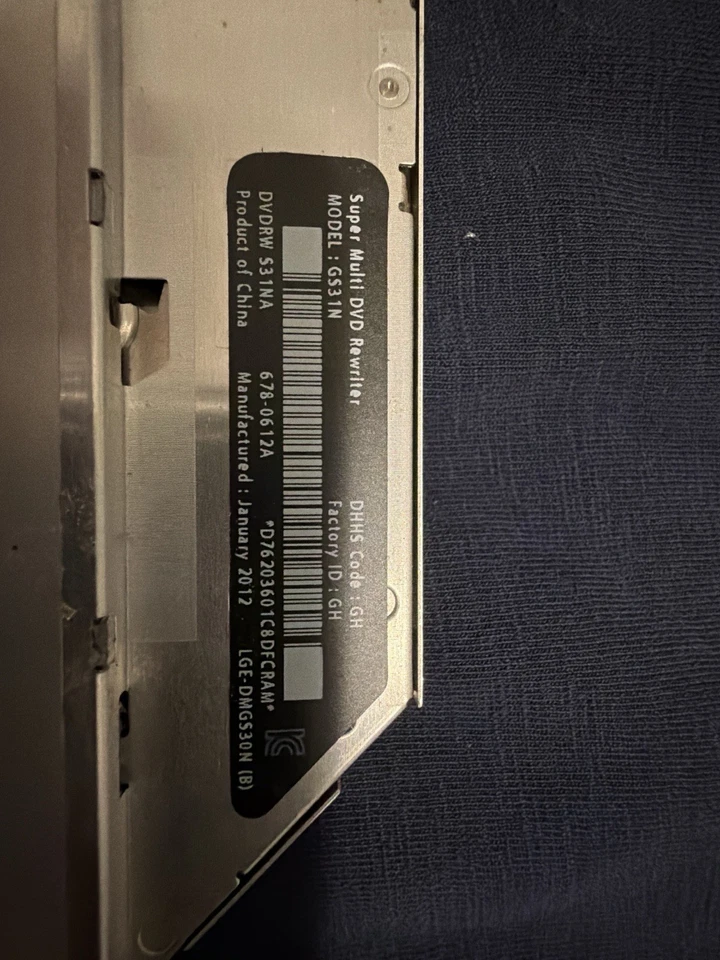 Super Multi DVD Rewriter DHHS Code : GH
MODEL : GS31N Factory ID : GH
DVDRW S31NA 678-0612A *D76203601C8DFCRAM*
Product of China Manufactured : January 2012 LGE-DMGS30N (B)